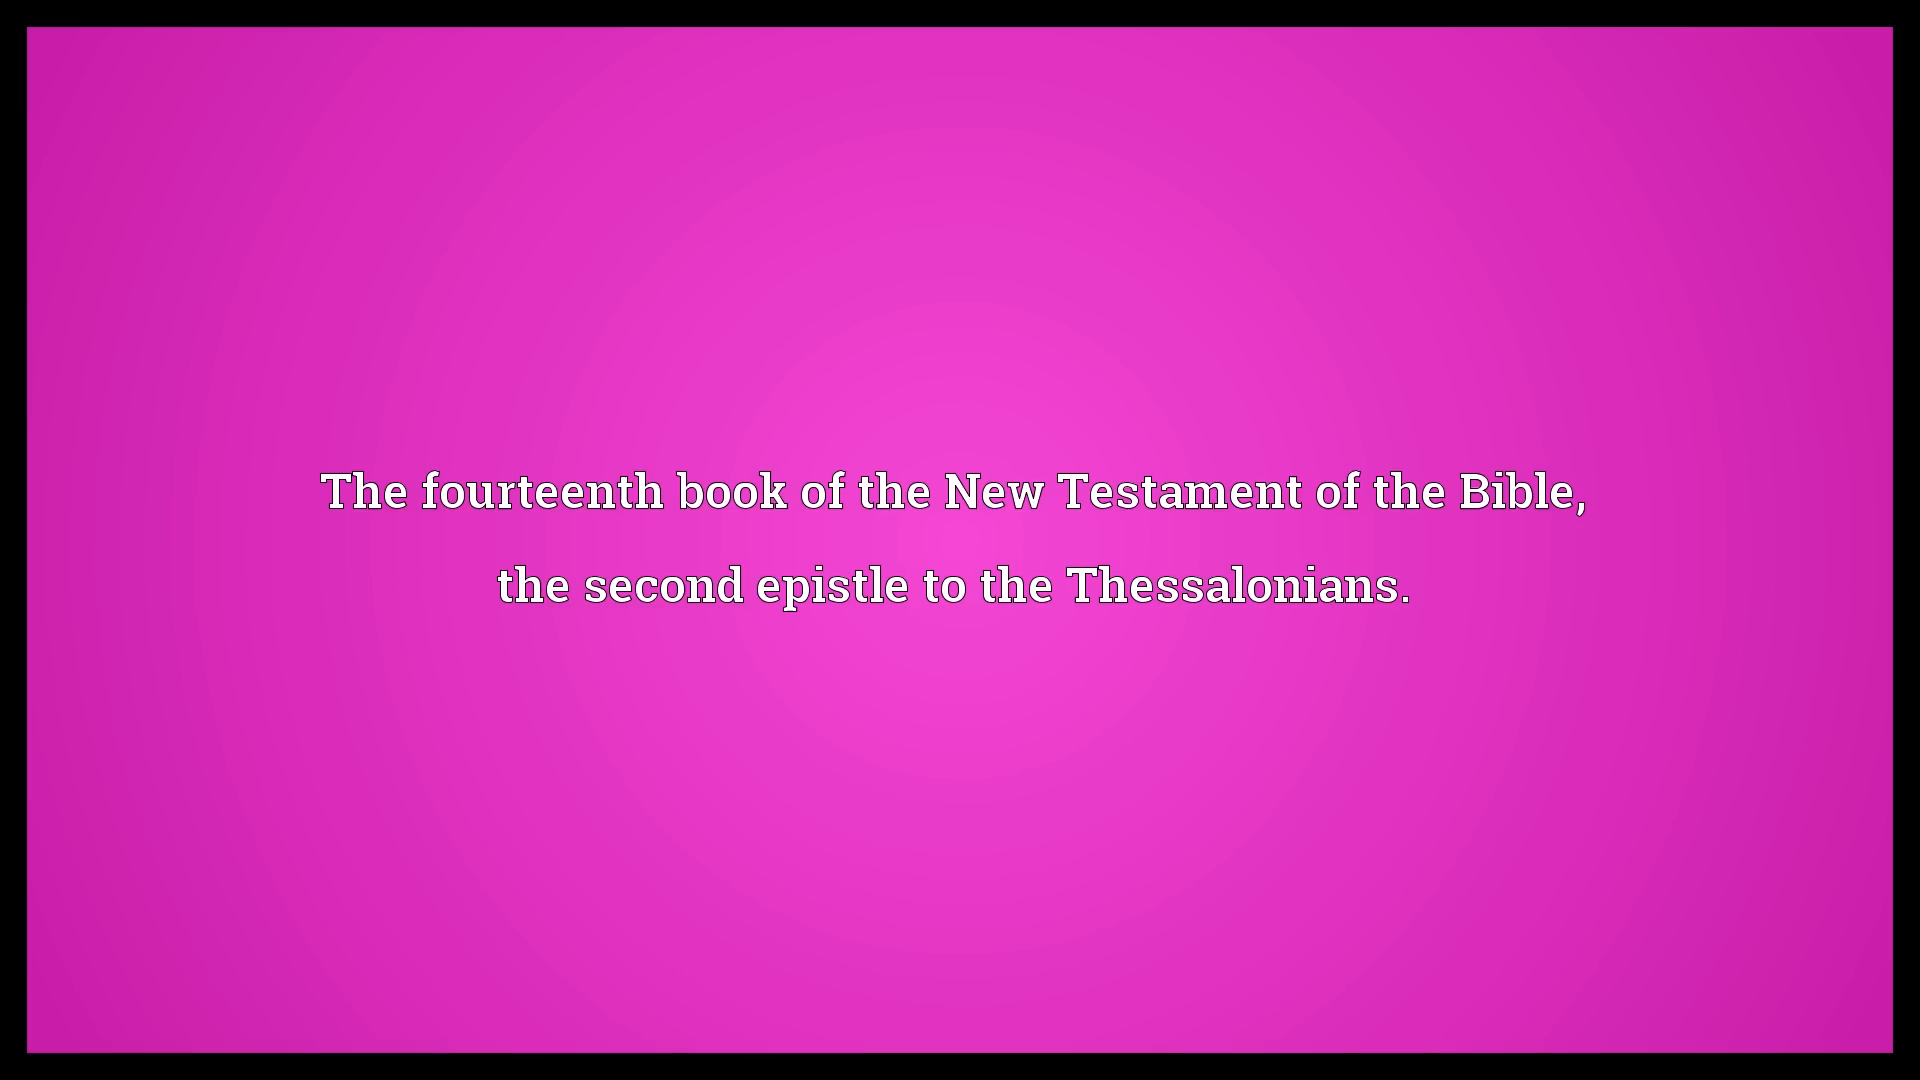 The fourteenth book of the New Testament of the Bible,
the second epistle to the Thessalonians.